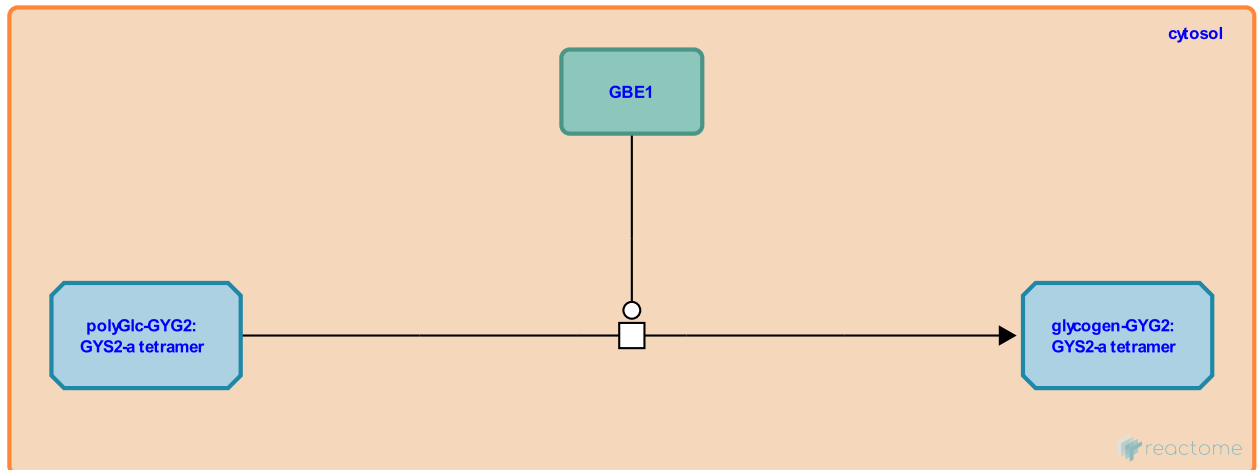 cytosol
GBE1
polyGlc-GYG2:
GYS2-a tetramer
glycogen-GYG2:
GYS2-a tetramer
reactome